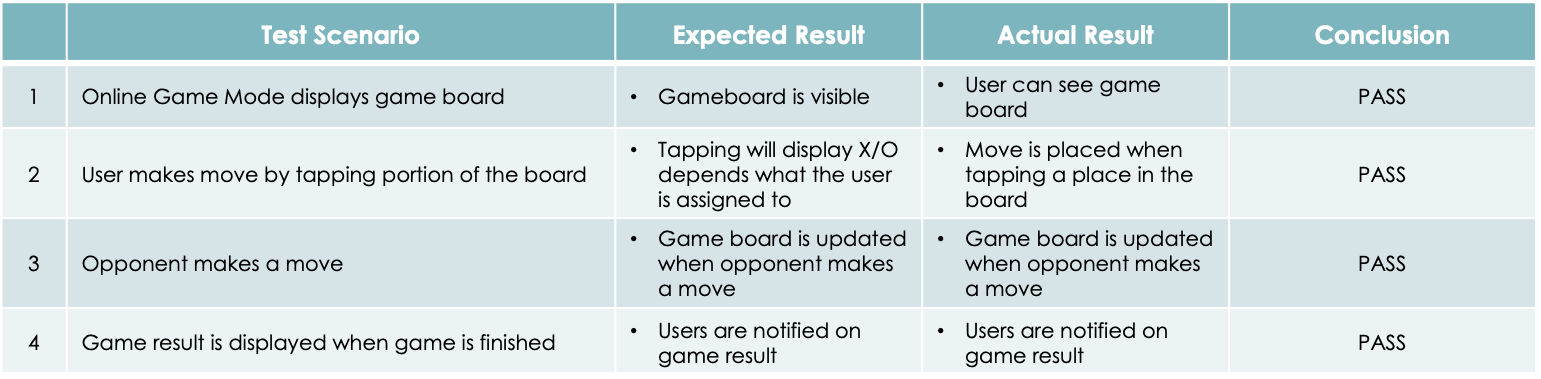 Test Scenario Expected Result Actual Result Conclusion
1 Online Game Mode displays game board • Gameboard is visible • User can see game
board PASS
2 User makes move by tapping portion of the board • Tapping will display X/O
depends what the user
is assigned to • Move is placed when
tapping a place in the
board PASS
3 Opponent makes a move • Game board is updated
when opponent makes
a move • Game board is updated
when opponent makes
a move PASS
4 Game result is displayed when game is finished • Users are notified on
game result • Users are notified on
game result PASS